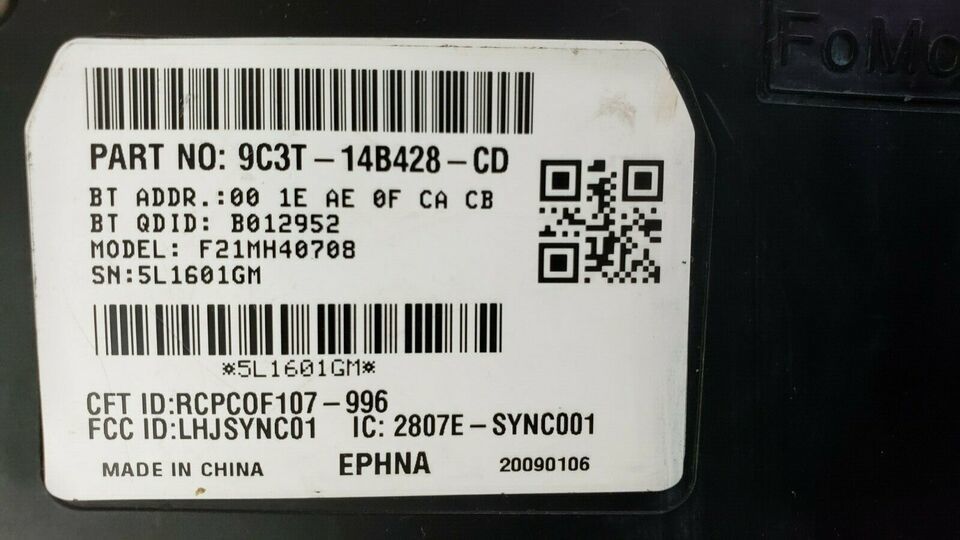 FoMo
PART NO: 9C3T-14B428-CD
BT ADDR.:00 1E AE 0F CA CB
BT QDID: B012952
MODEL: F21MH40708
SN:5L1601GM
*5L1601GM*
CFT ID:RCPCOF107-996
FCC ID:LHJSYNC01 IC: 2807E-SYNC001
MADE IN CHINA EPHNA 20090106